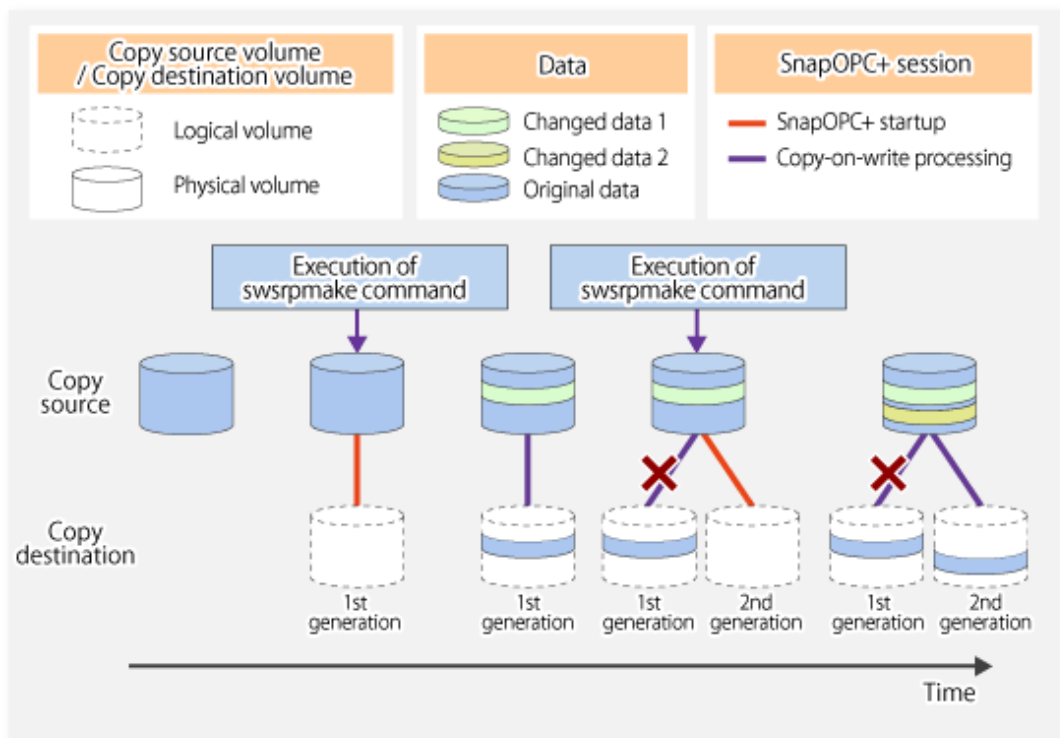 Copy source volume
/ Copy destination volume
Logical volume
Physical volume
Data
Changed data 1
Changed data 2
Original data
SnapOPC+ session
SnapOPC+ startup
Copy-on-write processing
Execution of
swsrpmake command
Execution of
swsrpmake command
Copy
source
Copy
destination
1st
generation
1st
generation
1st
generation
2nd
generation
1st
generation
2nd
generation
Time